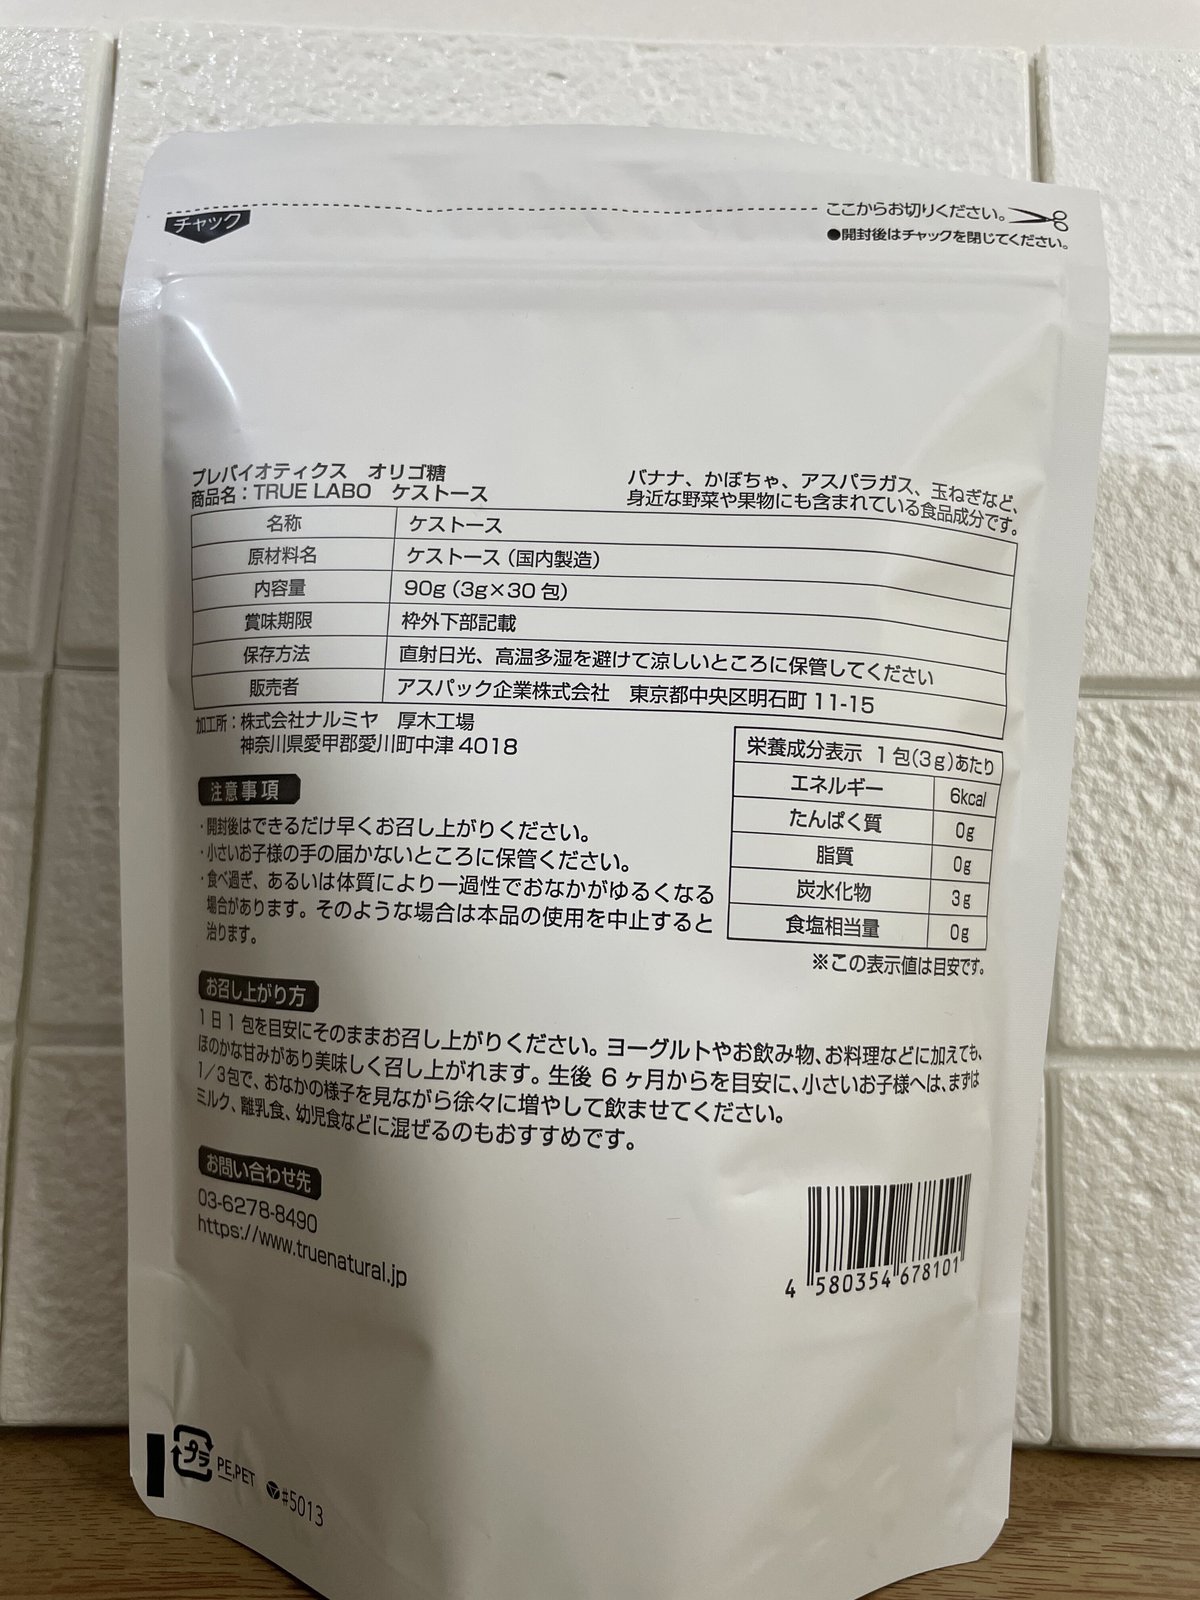 チャック
ここからお切りください。
●開封後はチャックを閉じてください。
プレバイオティクス　オリゴ糖
商品名：TRUE LABO　ケストース
バナナ、かぼちゃ、アスパラガス、玉ねぎなど、
身近な野菜や果物にも含まれている食品成分です。
名称　ケストース
原材料名　ケストース（国内製造）
内容量　90g（3g×30 包）
賞味期限　枠外下部記載
保存方法　直射日光、高温多湿を避けて涼しいところに保管してください
販売者　アスパック企業株式会社　東京都中央区明石町 11-15
加工所：株式会社ナルミヤ　厚木工場
神奈川県愛甲郡愛川町中津 4018
栄養成分表示　1 包（3g）あたり
エネルギー　6kcal
たんぱく質　0g
脂質　0g
炭水化物　3g
食塩相当量　0g
※この表示値は目安です。
注意事項
・開封後はできるだけ早くお召し上がりください。
・小さいお子様の手の届かないところに保管ください。
・食べ過ぎ、あるいは体質により一過性でおなかがゆるくなる
場合があります。そのような場合は本品の使用を中止すると
治ります。
お召し上がり方
1日1包を目安にそのままお召し上がりください。ヨーグルトやお飲み物、お料理などに加えても、
ほのかな甘みがあり美味しく召し上がれます。生後 6 ヶ月からを目安に、小さいお子様へは、まずは
1／3包で、おなかの様子を見ながら徐々に増やして飲ませてください。
ミルク、離乳食、幼児食などに混ぜるのもおすすめです。
お問い合わせ先
03-6278-8490
https://www.truenatural.jp
4 580354 678101
プラ
PE,PET
#5013